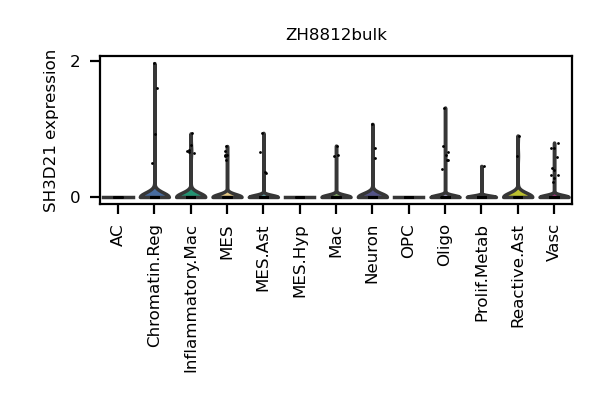 ZH8812bulk
SH3D21 expression
2
0
AC
Chromatin.Reg
Inflammatory.Mac
MES
MES.Ast
MES.Hyp
Mac
Neuron
OPC
Oligo
Prolif.Metab
Reactive.Ast
Vasc